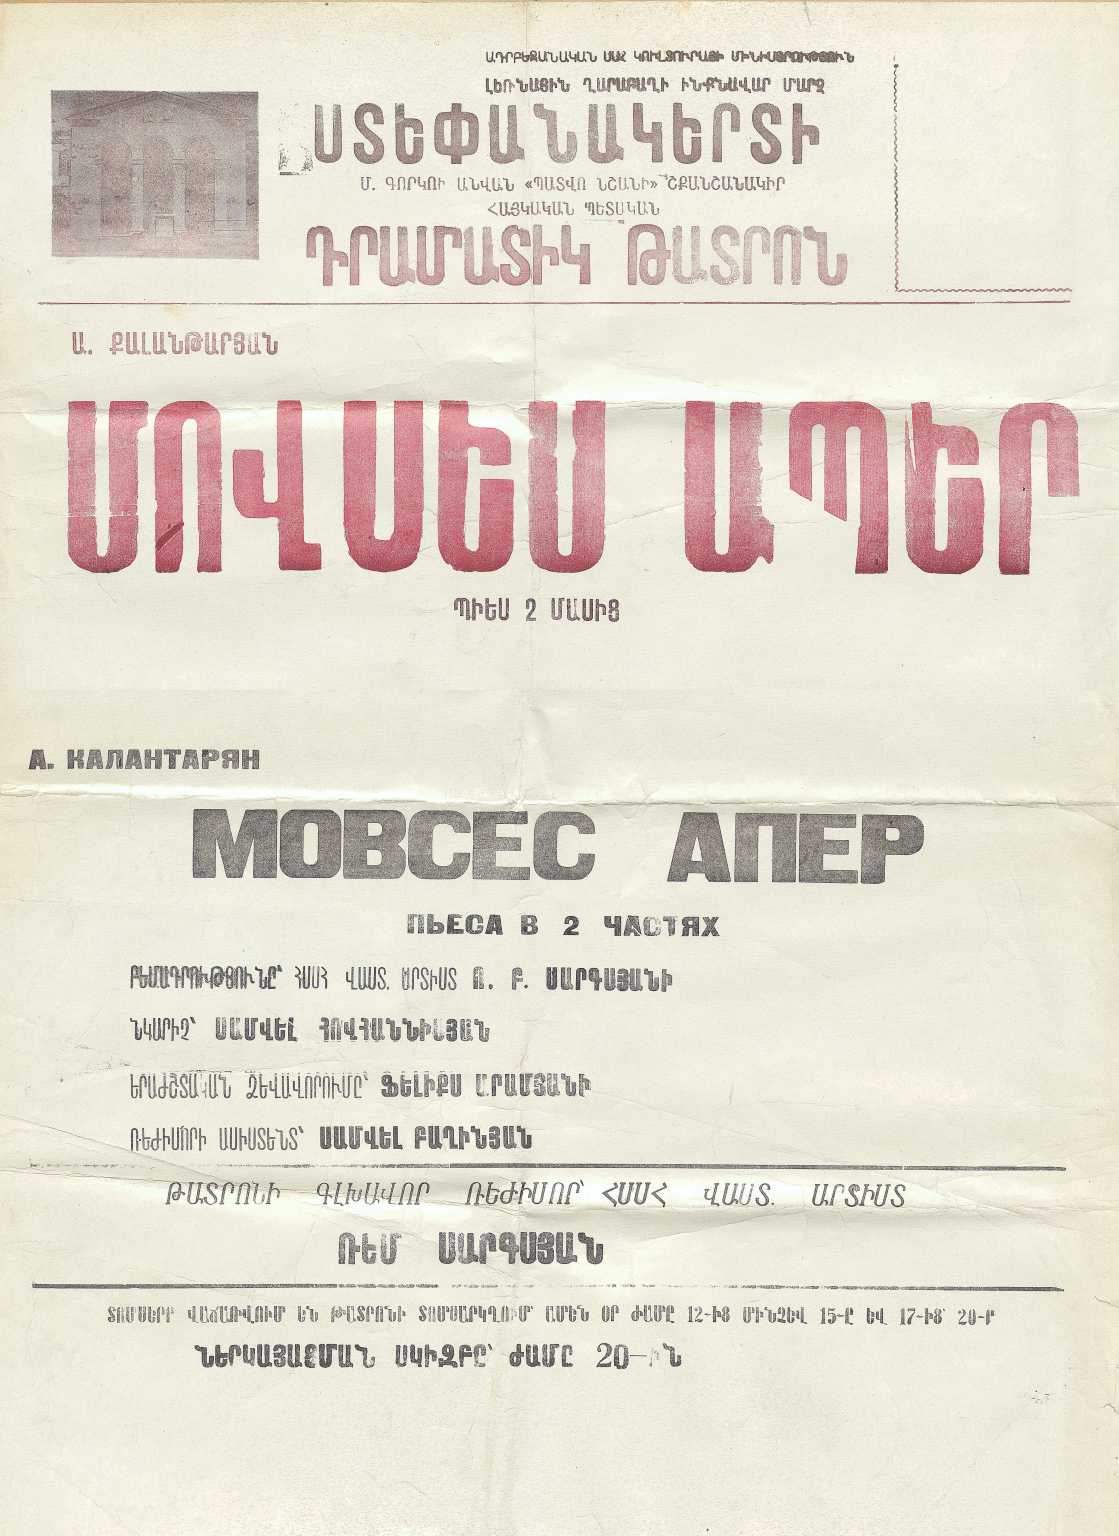 ԱԴՐԲԵՋԱՆԱԿԱՆ ՍՍՀ ԿՈՒԼՏՈՒՐԱՅԻ ՄԻՆԻՍՏՐՈՒԹՅՈՒՆ
ԼԵՌՆԱՅԻՆ ՂԱՐԱԲԱՂԻ ԻՆՔՆԱՎԱՐ ՄԱՐԶ
ՍՏԵՓԱՆԱԿԵՐՏԻ
Մ. ԳՈՐԿՈՒ ԱՆՎԱՆ «ՊԱՏՎՈ ՆՇԱՆԻ» ՇՔԱՆՇԱՆԱԿԻՐ
ՀԱՅԿԱԿԱՆ ՊԵՏԱԿԱՆ
ԴՐԱՄԱՏԻԿ ԹԱՏՐՈՆ
Ա. ՔԱԼԱՆԹԱՐՅԱՆ
ՄՈՎՍԵՍ ԱՊԵՐ
ՊԻԵՍ 2 ՄԱՍԻՑ
А. КАЛАНТАРЯН
МОВСЕС АПЕР
ПЬЕСА В 2 ЧАСТЯХ
ԲԵՄԱԴՐՈՒԹՅՈՒՆԸ՝ ՀՍՍՀ ՎԱՍՏ. ԱՐՏԻՍՏ Ռ. Բ. ՍԱՐԳՍՅԱՆԻ
ՆԿԱՐԻՉ՝ ՍԱՄՎԵԼ ՀՈՎՀԱՆՆԻՍՅԱՆ
ԵՐԱԺՇՏԱԿԱՆ ՁԵՎԱՎՈՐՈՒՄԸ՝ ՖԵԼԻՔՍ ԱՐԱՄՅԱՆԻ
ՌԵԺԻՍՈՐԻ ԱՍԻՍՏԵՆՏ՝ ՍԱՄՎԵԼ ԲԱՂԻՆՅԱՆ
ԹԱՏՐՈՆԻ ԳԼԽԱՎՈՐ ՌԵԺԻՍՈՐ՝ ՀՍՍՀ ՎԱՍՏ. ԱՐՏԻՍՏ
ՌԵՄ ՍԱՐԳՍՅԱՆ
ՏՈՄՍԵՐԸ ՎԱՃԱՌՎՈՒՄ ԵՆ ԹԱՏՐՈՆԻ ՏՈՄՍԱՐԿՂՈՒՄ ԱՄԵՆ ՕՐ ԺԱՄԸ 12-ԻՑ ՄԻՆՉԵՎ 15-Ը ԵՎ 17-ԻՑ՝ 20-Ը
ՆԵՐԿԱՅԱՑՄԱՆ ՍԿԻԶԲԸ՝ ԺԱՄԸ 20-ԻՆ